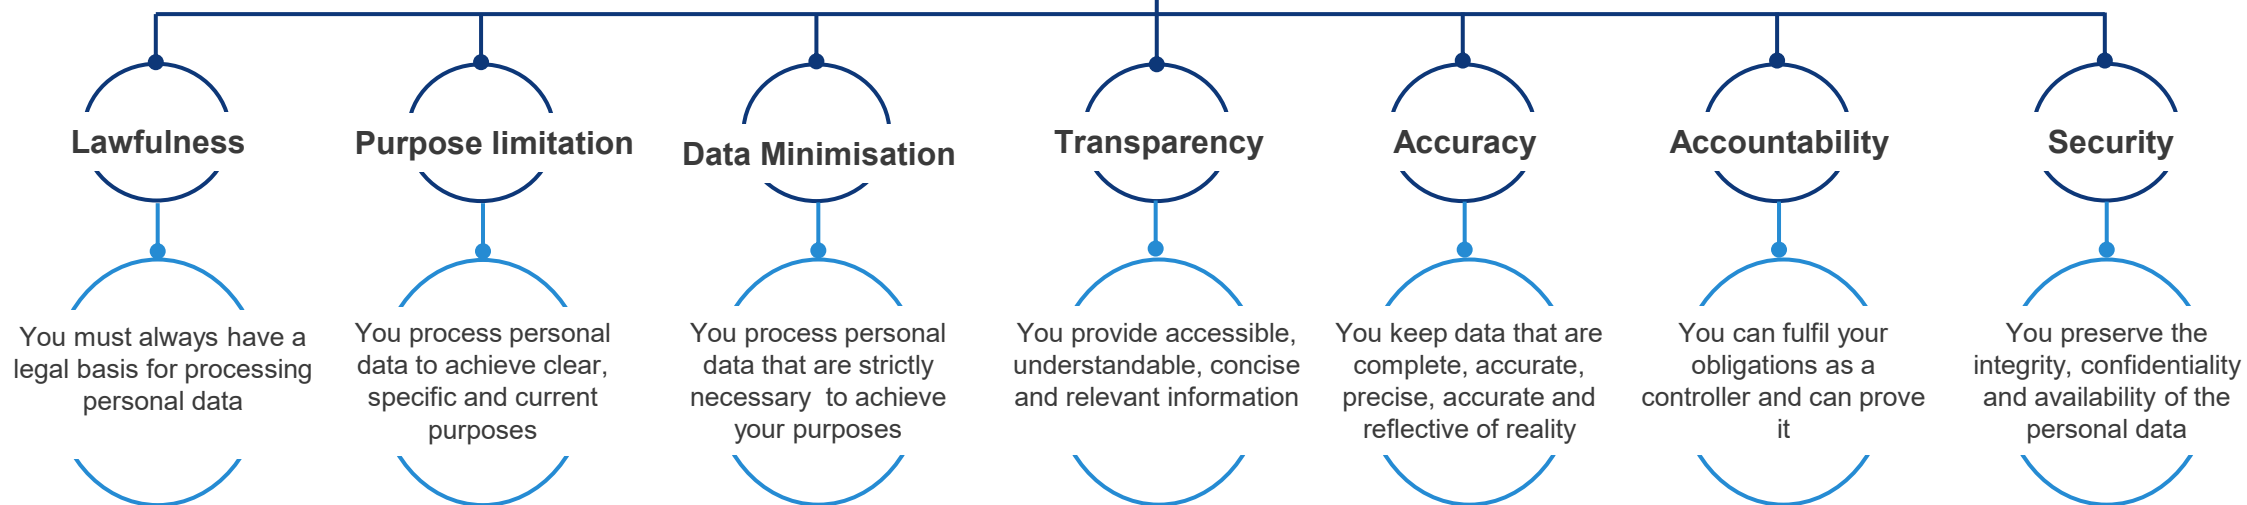 Lawfulness
You must always have a
legal basis for processing
personal data
Purpose limitation
You process personal
data to achieve clear,
specific and current
purposes
Data Minimisation
You process personal
data that are strictly
necessary  to achieve
your purposes
Transparency
You provide accessible,
understandable, concise
and relevant information
Accuracy
You keep data that are
complete, accurate,
precise, accurate and
reflective of reality
Accountability
You can fulfil your
obligations as a
controller and can prove
it
Security
You preserve the
integrity, confidentiality
and availability of the
personal data